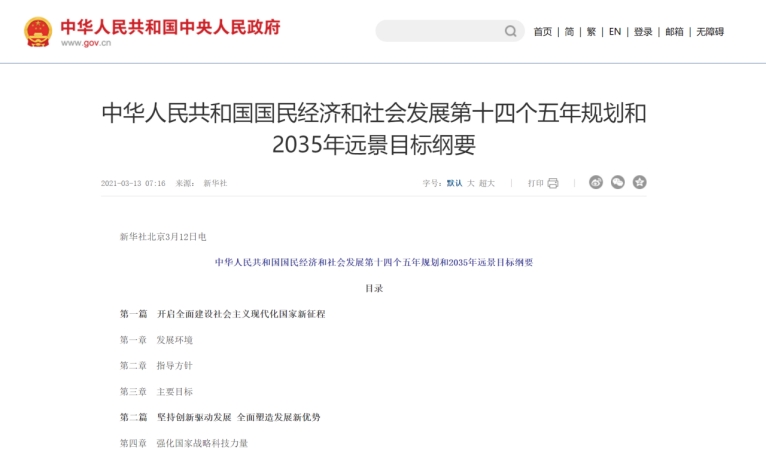 中华人民共和国中央人民政府
www.gov.cn
首页 | 简 | 繁 | EN | 登录 | 邮箱 | 无障碍
中华人民共和国国民经济和社会发展第十四个五年规划和
2035年远景目标纲要
2021-03-13 07:16 来源： 新华社 字号：默认 大 超大 | 打印 |
新华社北京3月12日电
中华人民共和国国民经济和社会发展第十四个五年规划和2035年远景目标纲要
目录
第一篇 开启全面建设社会主义现代化国家新征程
第一章 发展环境
第二章 指导方针
第三章 主要目标
第二篇 坚持创新驱动发展 全面塑造发展新优势
第四章 强化国家战略科技力量